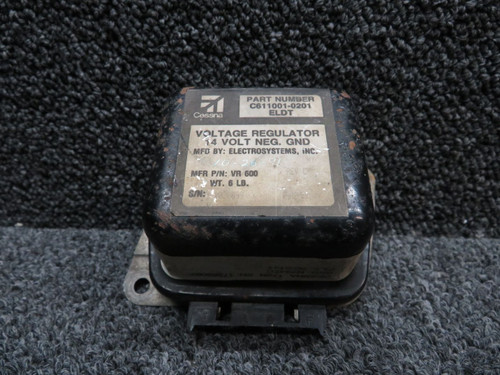 Cessna
PART NUMBER
C611001-0201
ELDT
VOLTAGE REGULATOR
14 VOLT NEG. GND
MFD BY: ELECTROSYSTEMS, INC.
MFR P/N: VR 600
WT. 6 LB.
S/N: